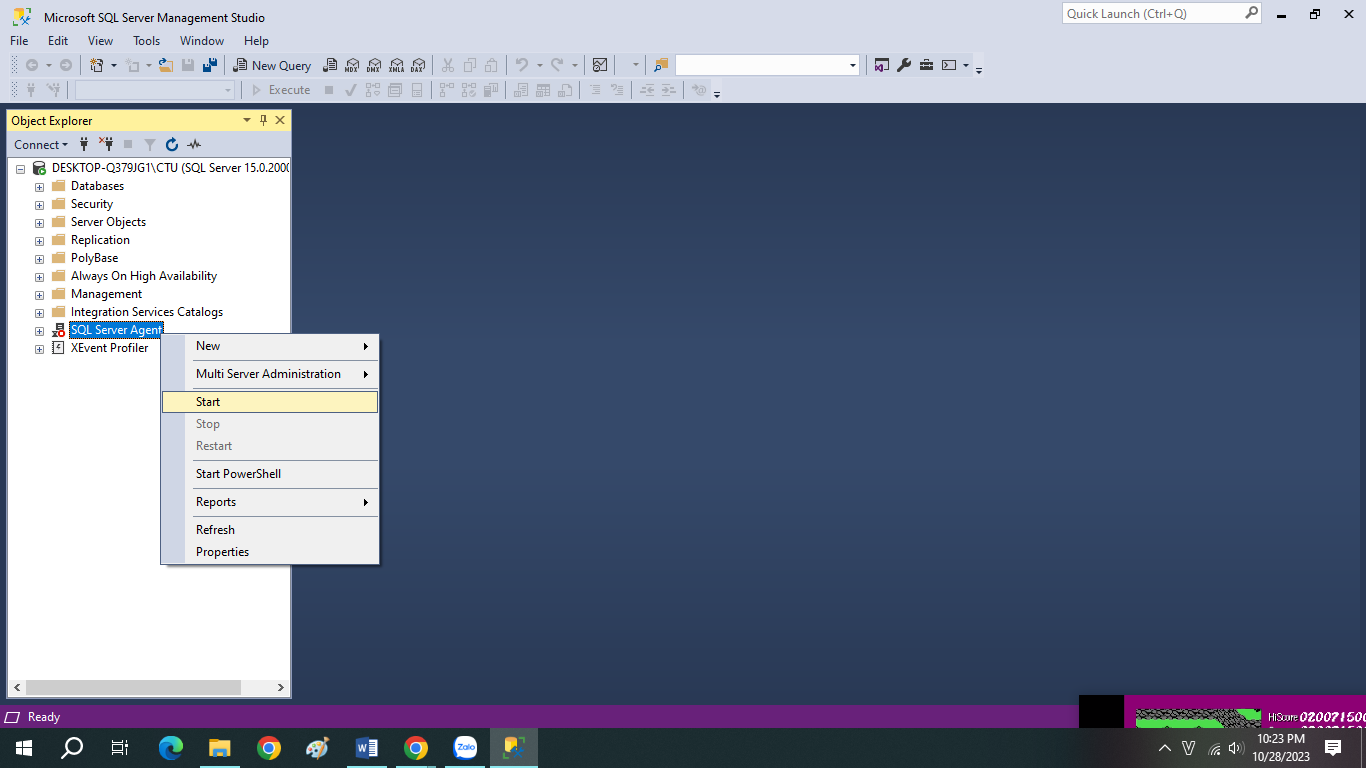 Microsoft SQL Server Management Studio
Quick Launch (Ctrl+Q)
File Edit View Tools Window Help
New Query MDX DMX XMLA DAX
Execute
Object Explorer
Connect
DESKTOP-Q379JG1\CTU (SQL Server 15.0.2000
Databases
Security
Server Objects
Replication
PolyBase
Always On High Availability
Management
Integration Services Catalogs
SQL Server Agent
XEvent Profiler
New
Multi Server Administration
Start
Stop
Restart
Start PowerShell
Reports
Refresh
Properties
Ready
HiScore 020071500
Zalo
V
10:23 PM
10/28/2023